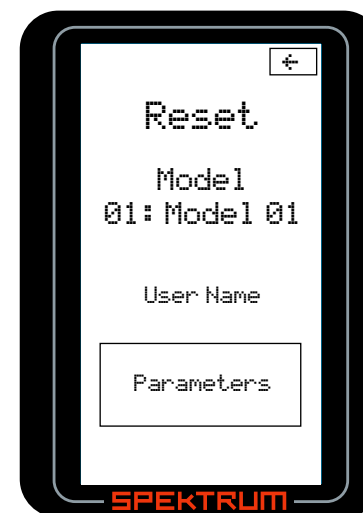 ←
Reset
Model
01: Model 01
User Name
Parameters
SPEKTRUM